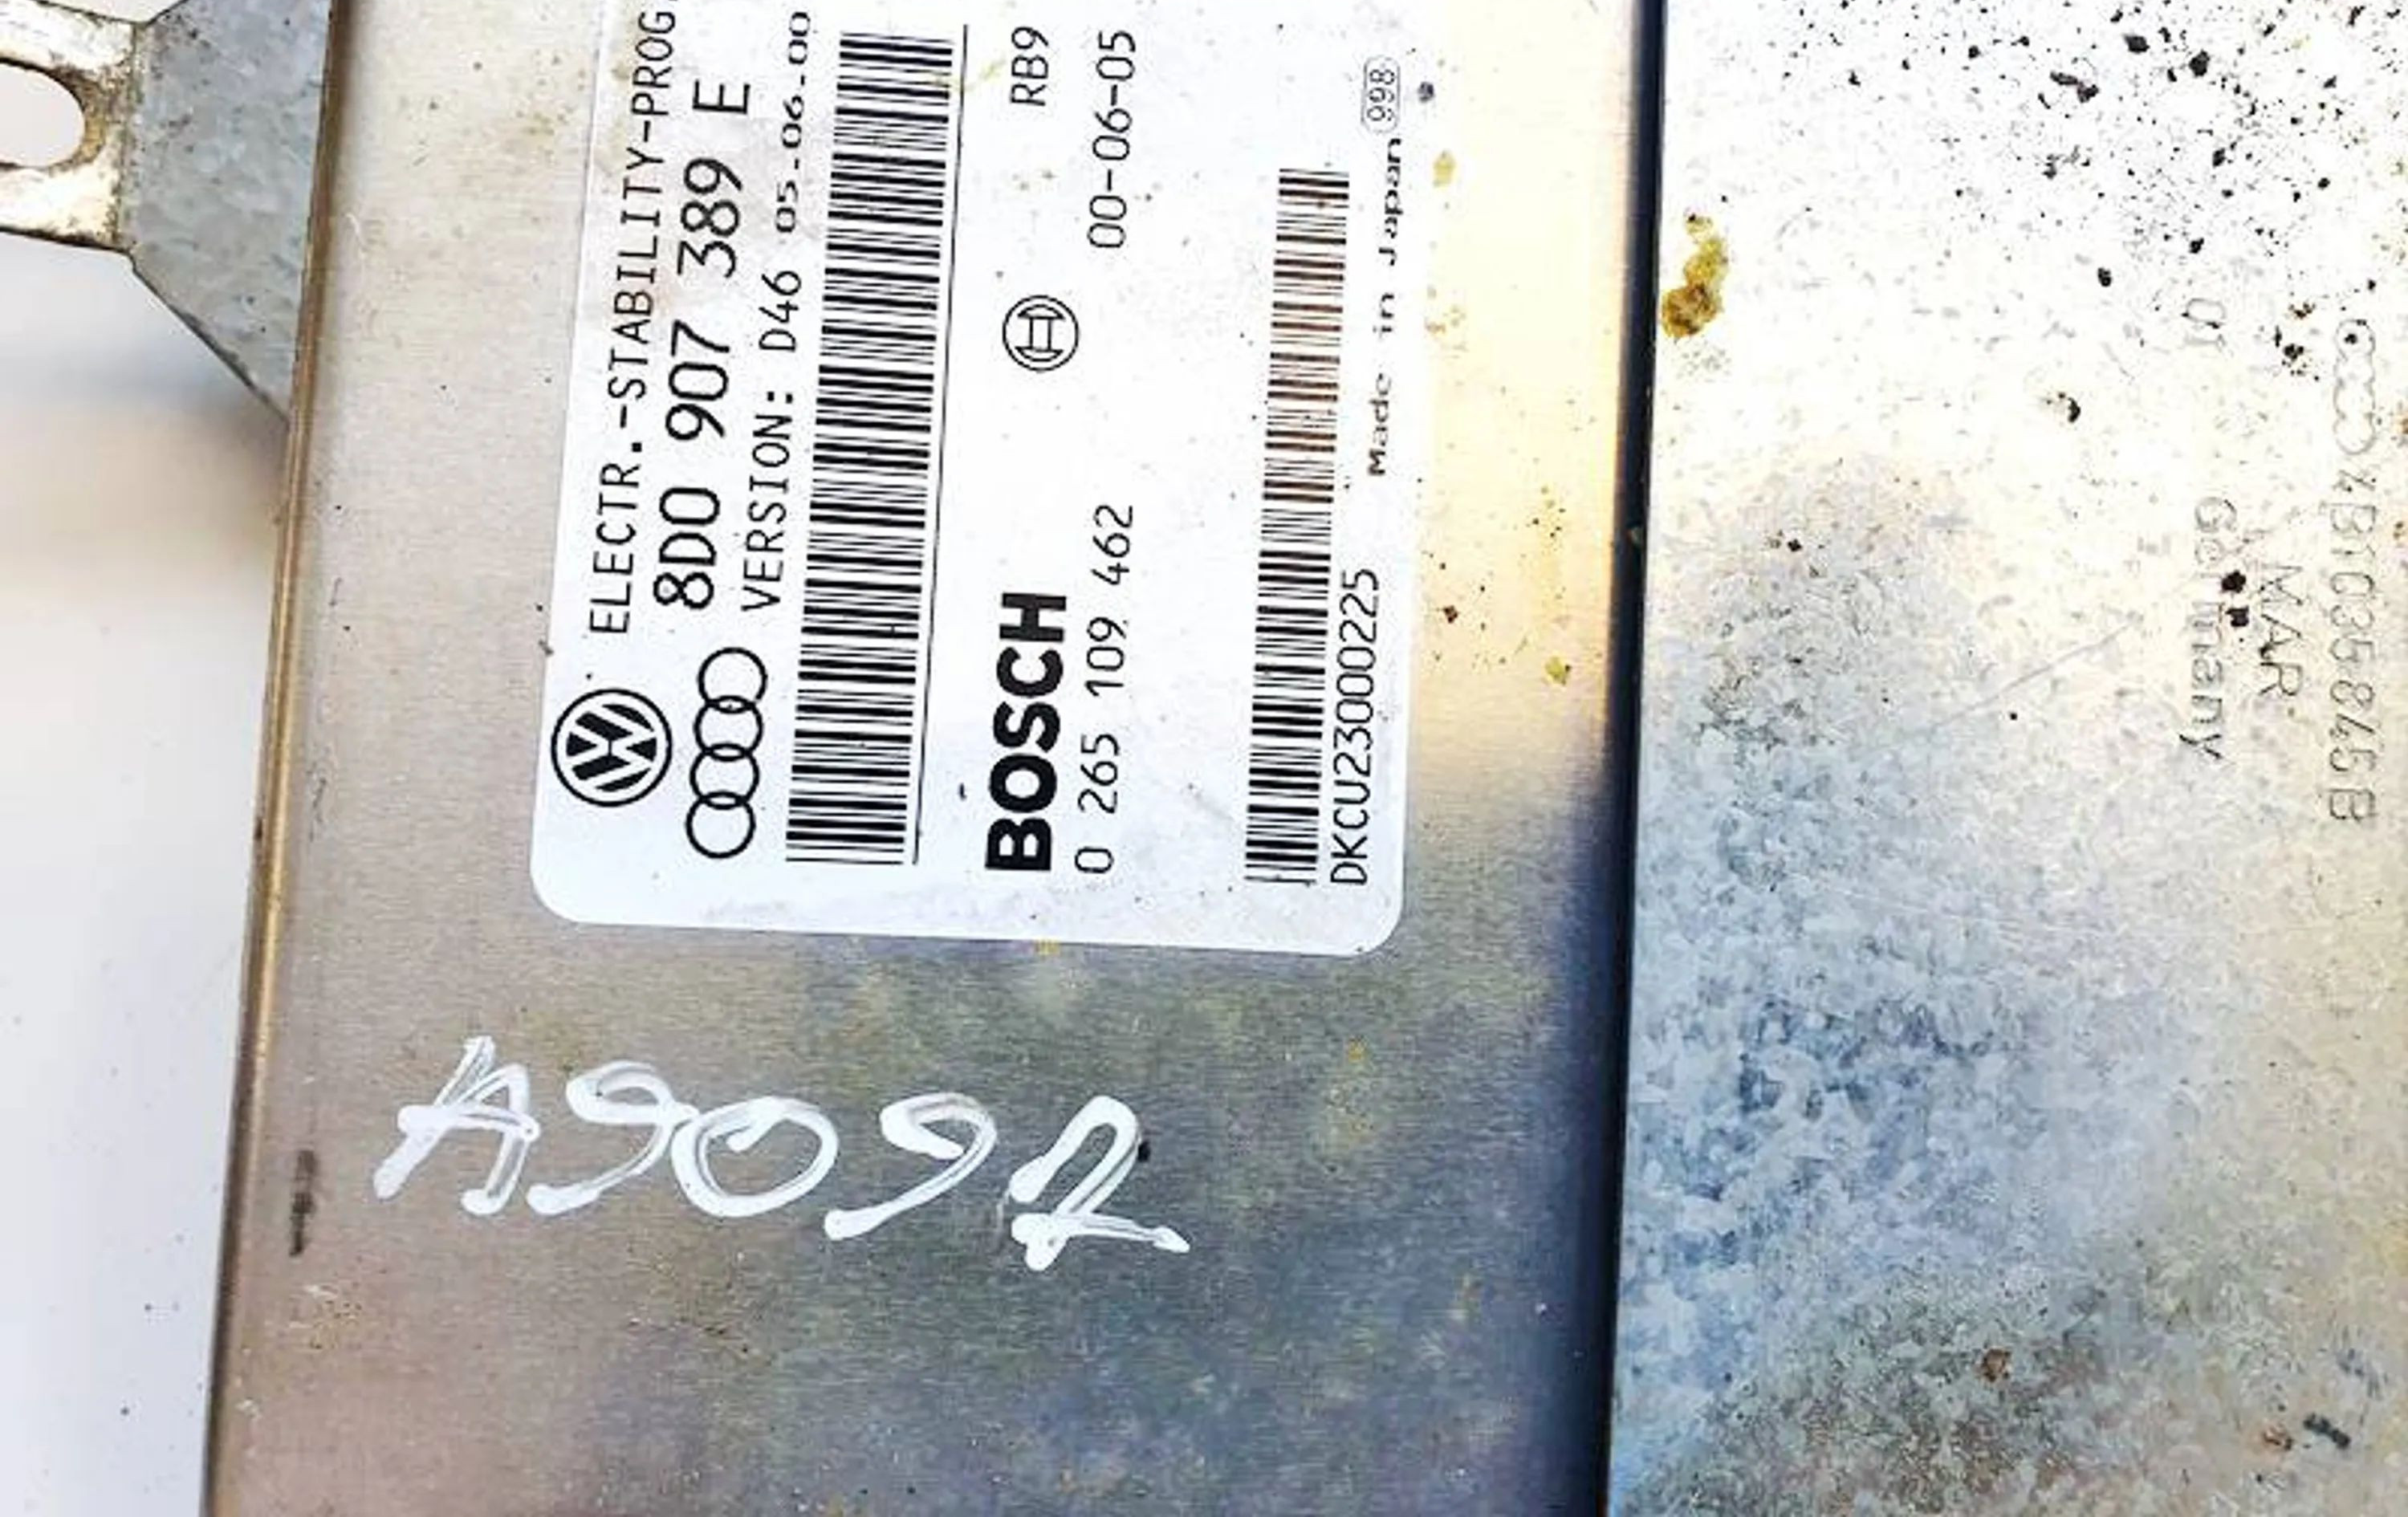 ELECTR.-STABILITY-PROG.
8D0 907 389 E
VERSION: D46 05.06.00
BOSCH
RB9
0 265 109 462
00-06-05
DKCU23000225
Made in Japan
998
Germany
MAR